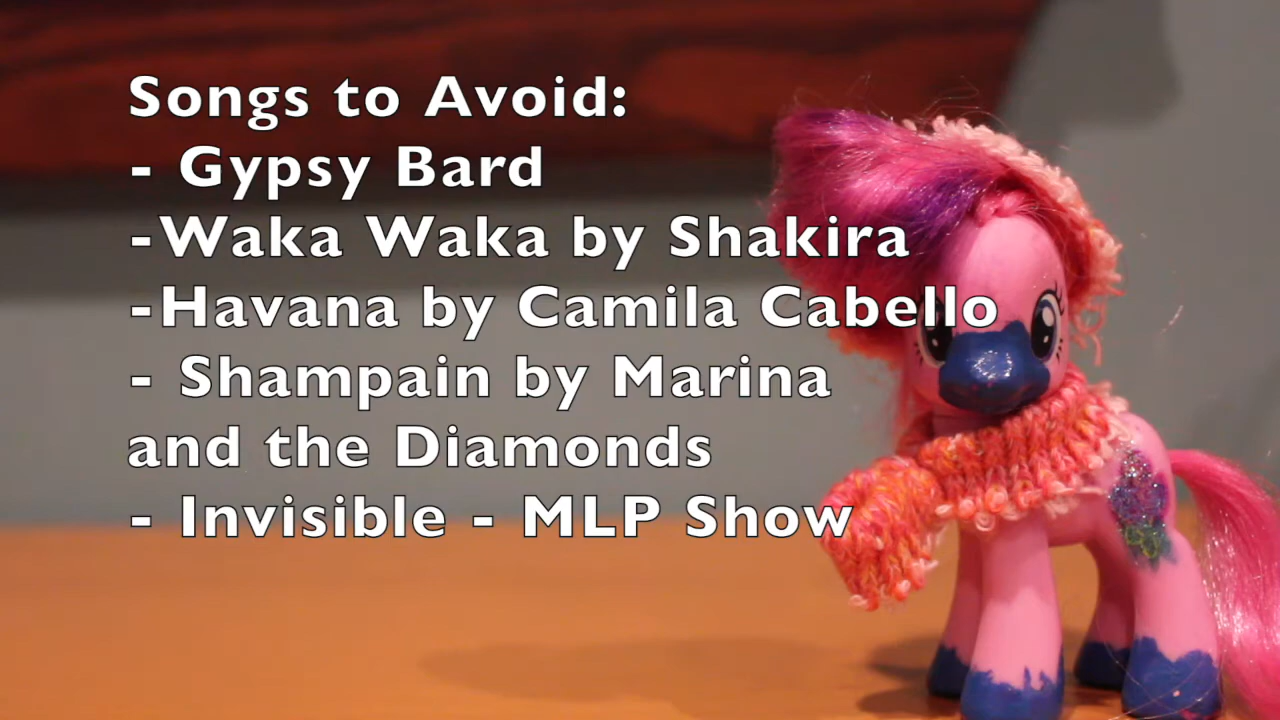 Songs to Avoid:
- Gypsy Bard
-Waka Waka by Shakira
-Havana by Camila Cabello
- Shampain by Marina
and the Diamonds
- Invisible - MLP Show